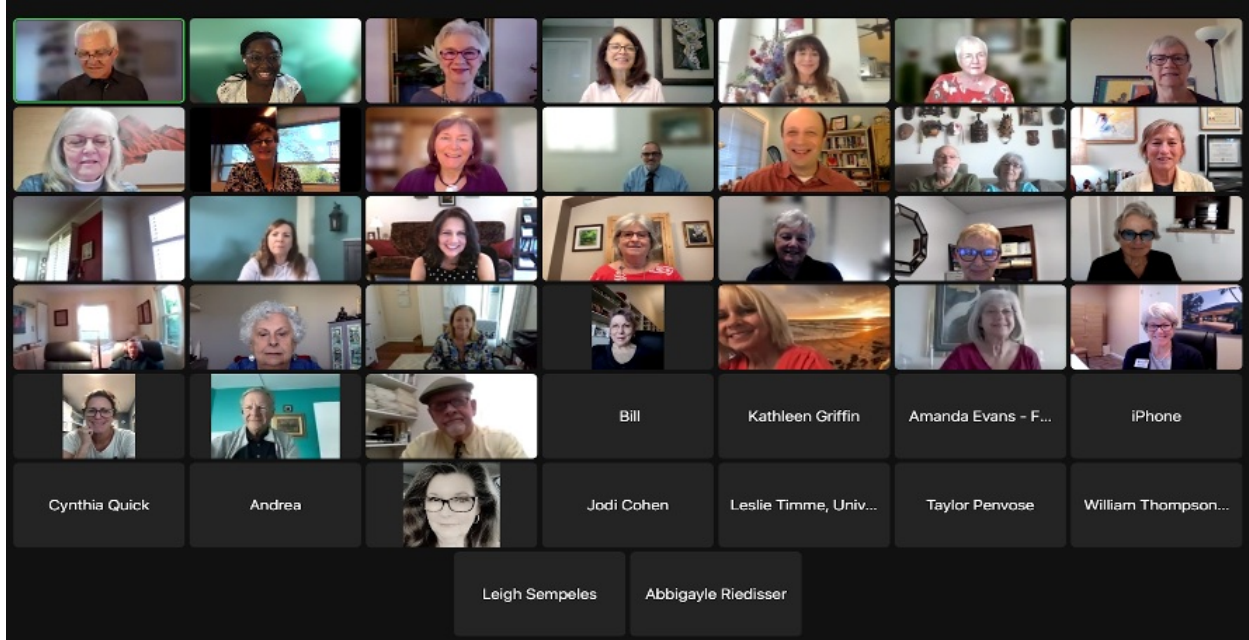 Bill
Kathleen Griffin
Amanda Evans - F...
iPhone
Cynthia Quick
Andrea
Jodi Cohen
Leslie Timme, Univ...
Taylor Penvose
William Thompson...
Leigh Sempeles
Abbigayle Riedisser